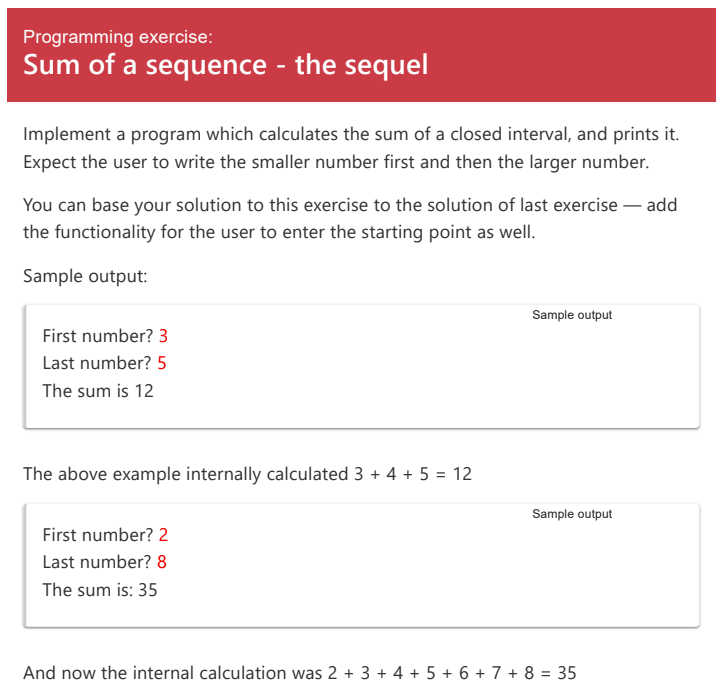 Programming exercise:
Sum of a sequence - the sequel
Implement a program which calculates the sum of a closed interval, and prints it.
Expect the user to write the smaller number first and then the larger number.
You can base your solution to this exercise to the solution of last exercise — add
the functionality for the user to enter the starting point as well.
Sample output:
Sample output
First number? 3
Last number? 5
The sum is 12
The above example internally calculated 3 + 4 + 5 = 12
Sample output
First number? 2
Last number? 8
The sum is: 35
And now the internal calculation was 2 + 3 + 4 + 5 + 6 + 7 + 8 = 35